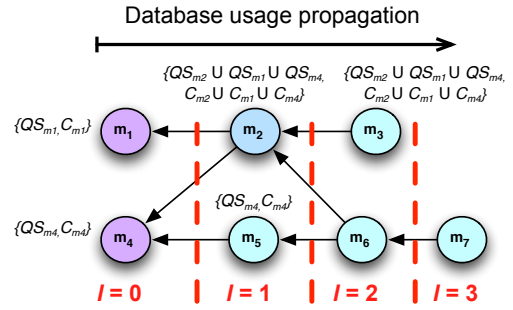 Database usage propagation
{QSm2 U QSm1 U QSm4,
Cm2 U Cm1 U Cm4}
{QSm2 U QSm1 U QSm4,
Cm2 U Cm1 U Cm4}
{QSm1,Cm1}
m1
m2
m3
{QSm4,Cm4}
{QSm4,Cm4}
m4
m5
m6
m7
l = 0
l = 1
l = 2
l = 3